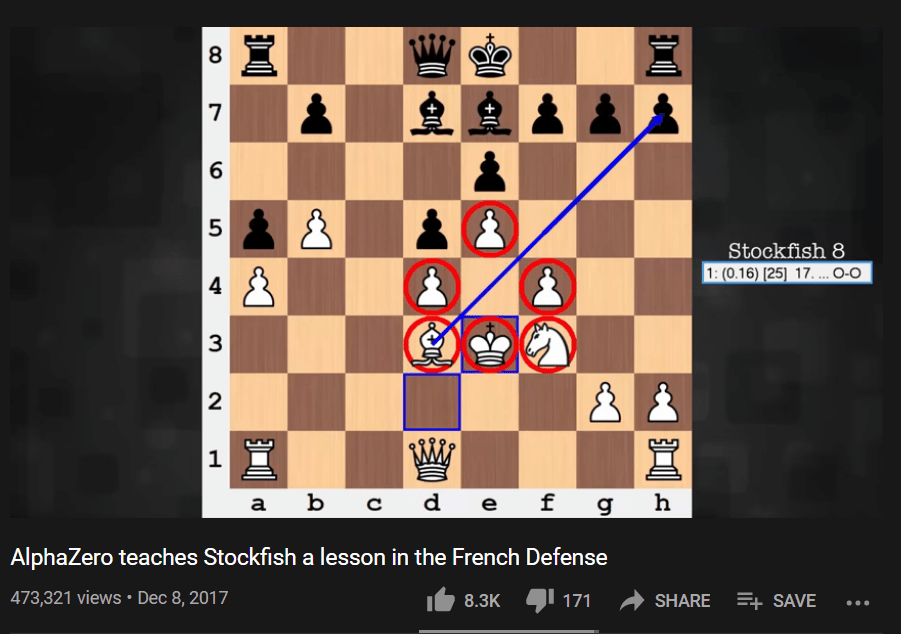 8
7
6
5
4
3
2
1
a b c d e f g h
Stockfish 8
1: (0.16) [25] 17. ... O-O
AlphaZero teaches Stockfish a lesson in the French Defense
473,321 views • Dec 8, 2017
8.3K 171 SHARE SAVE